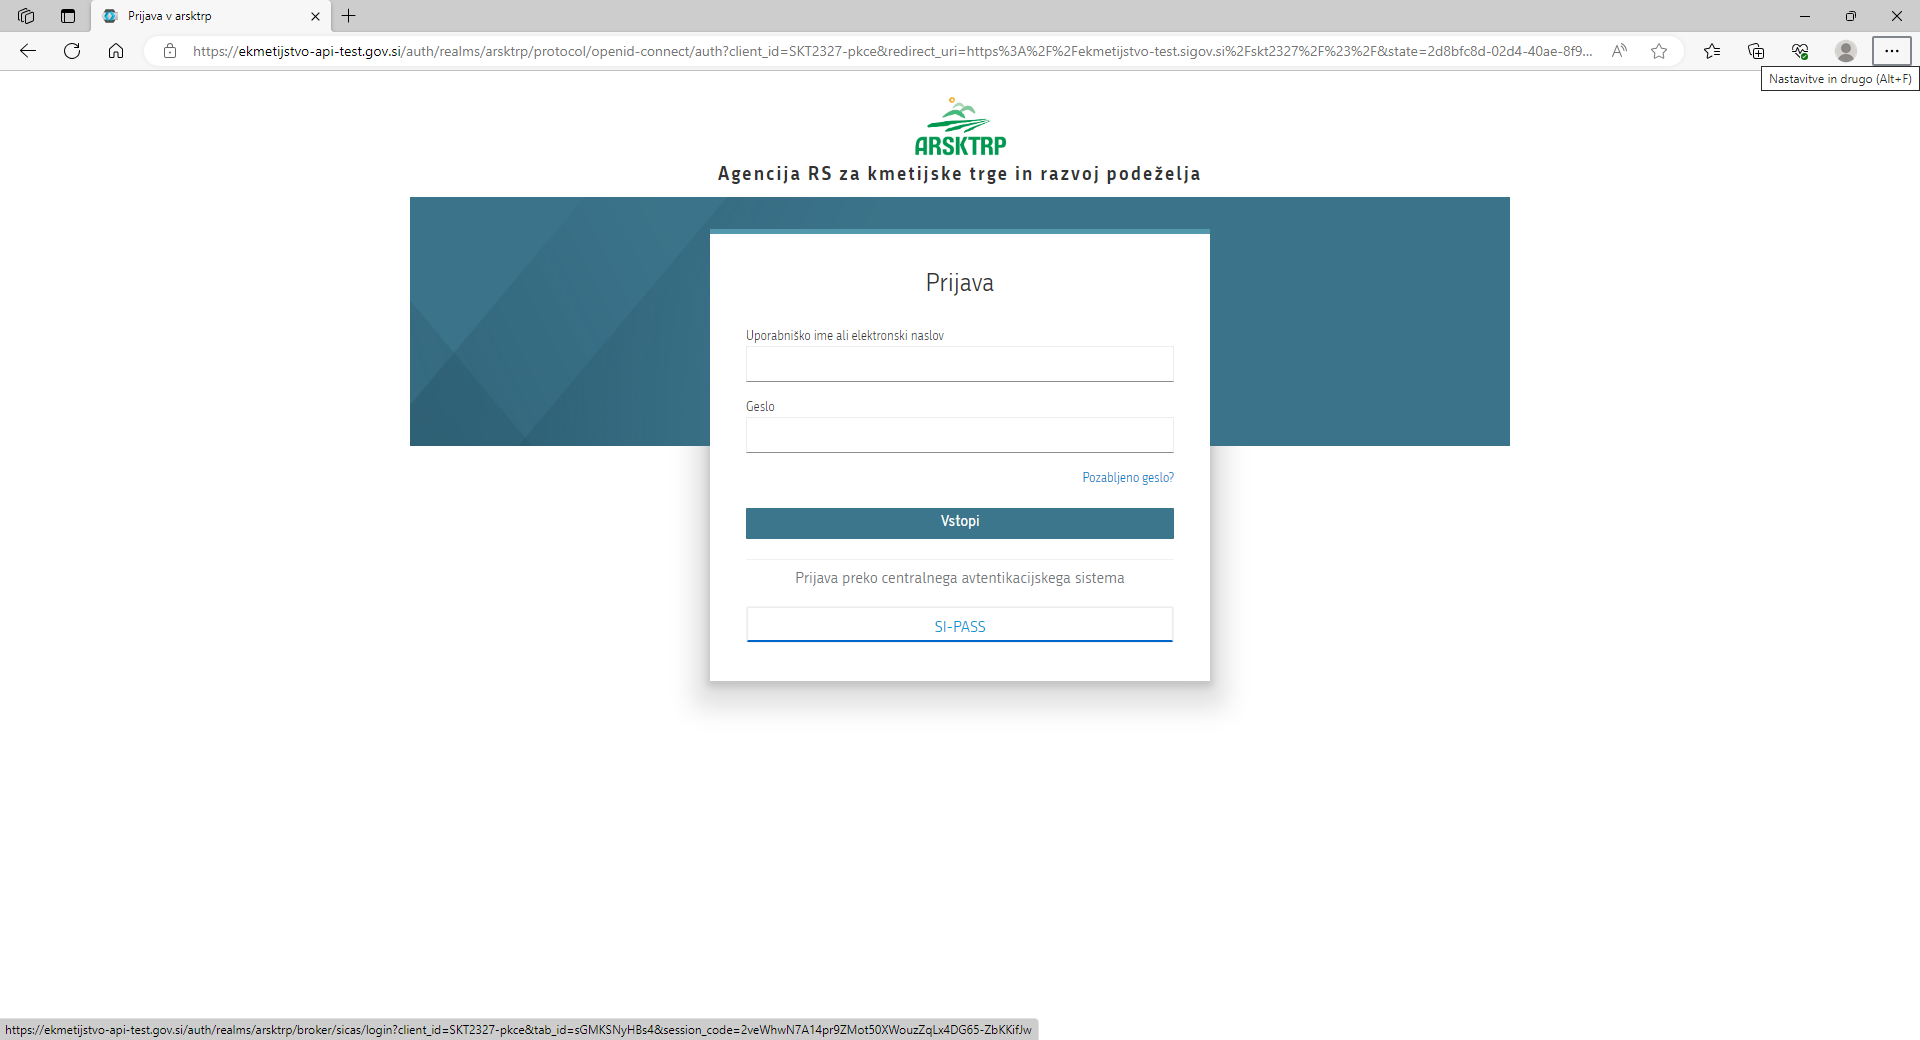 Prijava v arsktrp
https://ekmetijstvo-api-test.gov.si/auth/realms/arsktrp/protocol/openid-connect/auth?client_id=SKT2327-pkce&redirect_uri=https%3A%2F%2Fekmetijstvo-test.sigov.si%2Fskt2327%2F%23%2F&state=2d8bfc8d-02d4-40ae-8f9...
Nastavitve in drugo (Alt+F)
ARSKTRP
Agencija RS za kmetijske trge in razvoj podeželja
Prijava
Uporabniško ime ali elektronski naslov
Geslo
Pozabljeno geslo?
Vstopi
Prijava preko centralnega avtentikacijskega sistema
SI-PASS
https://ekmetijstvo-api-test.gov.si/auth/realms/arsktrp/broker/sicas/login?client_id=SKT2327-pkce&tab_id=sGMKSNyHBs4&session_code=2veWhwN7A14pr9ZMot50XWouzZqLx4DG65-ZbKKifJw